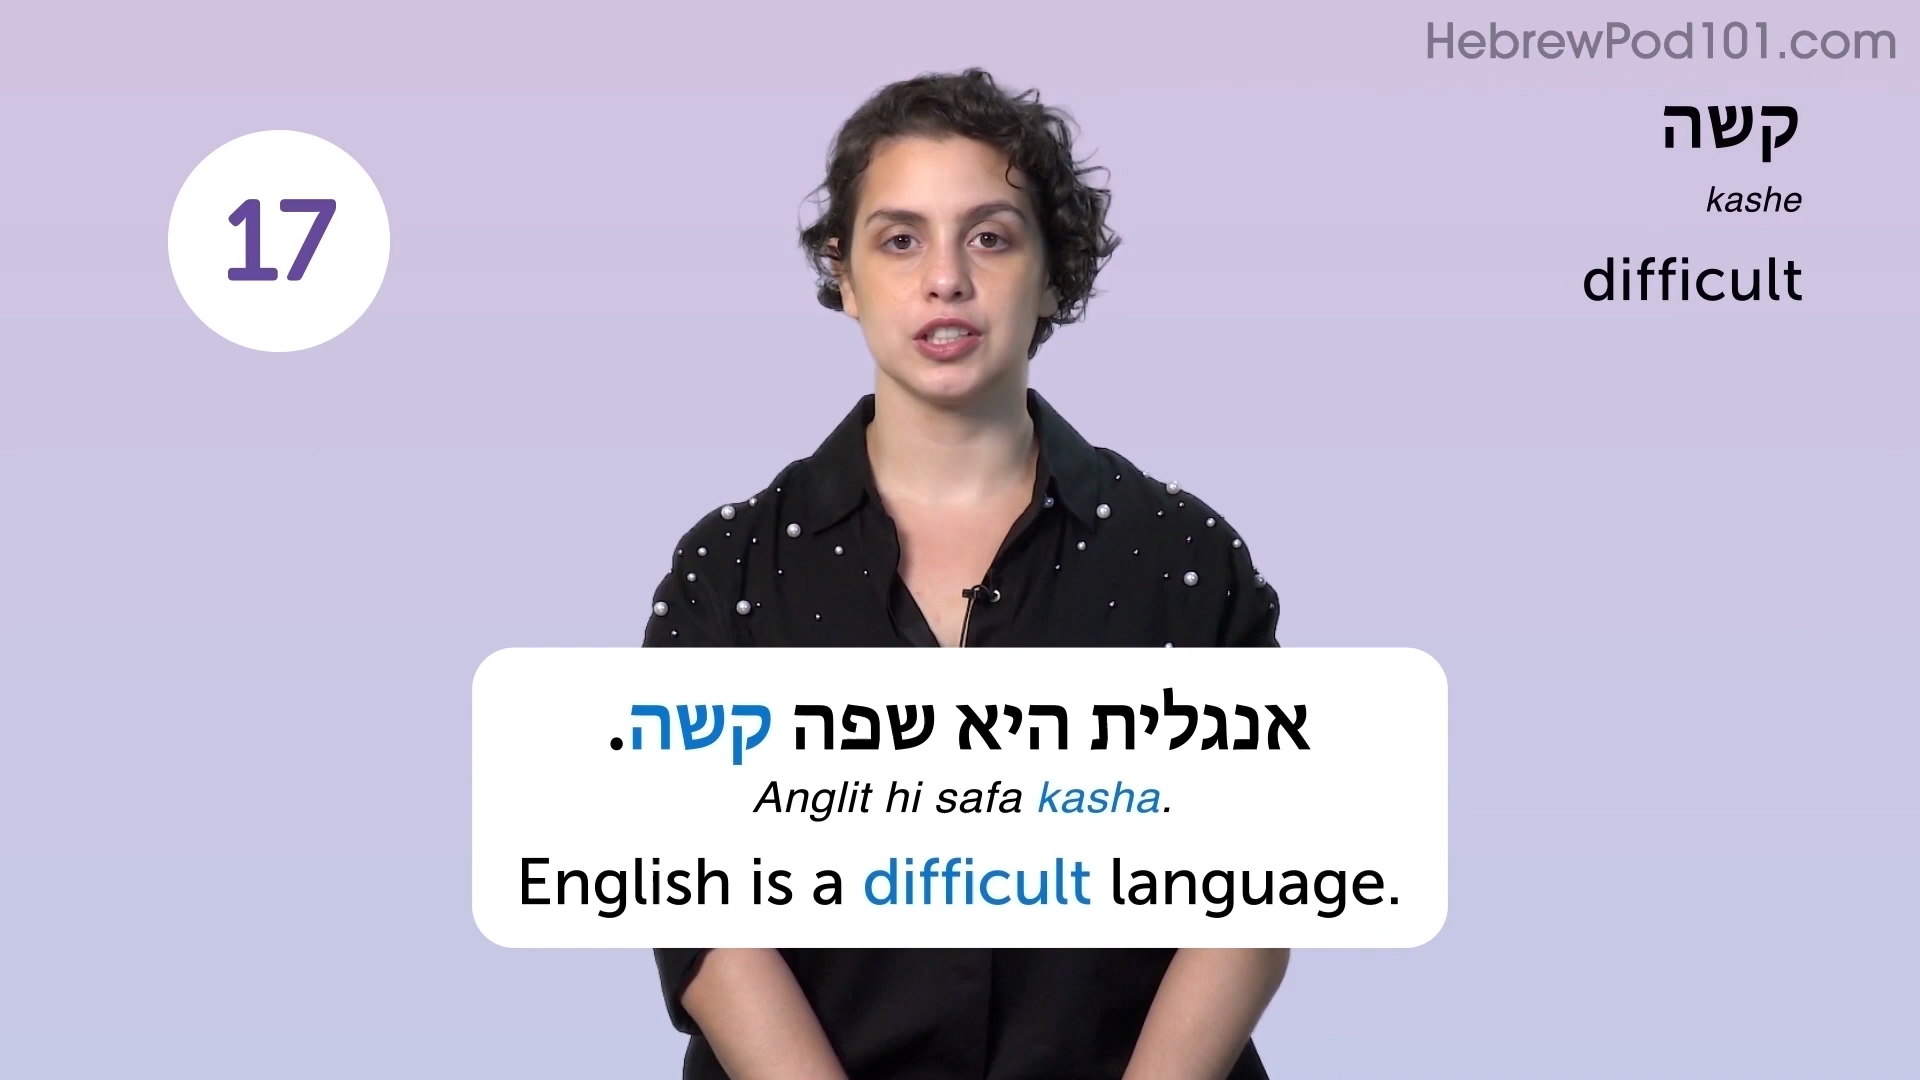 HebrewPod101.com
17
קשה
kashe
difficult
אנגלית היא שפה קשה.
Anglit hi safa kasha.
English is a difficult language.